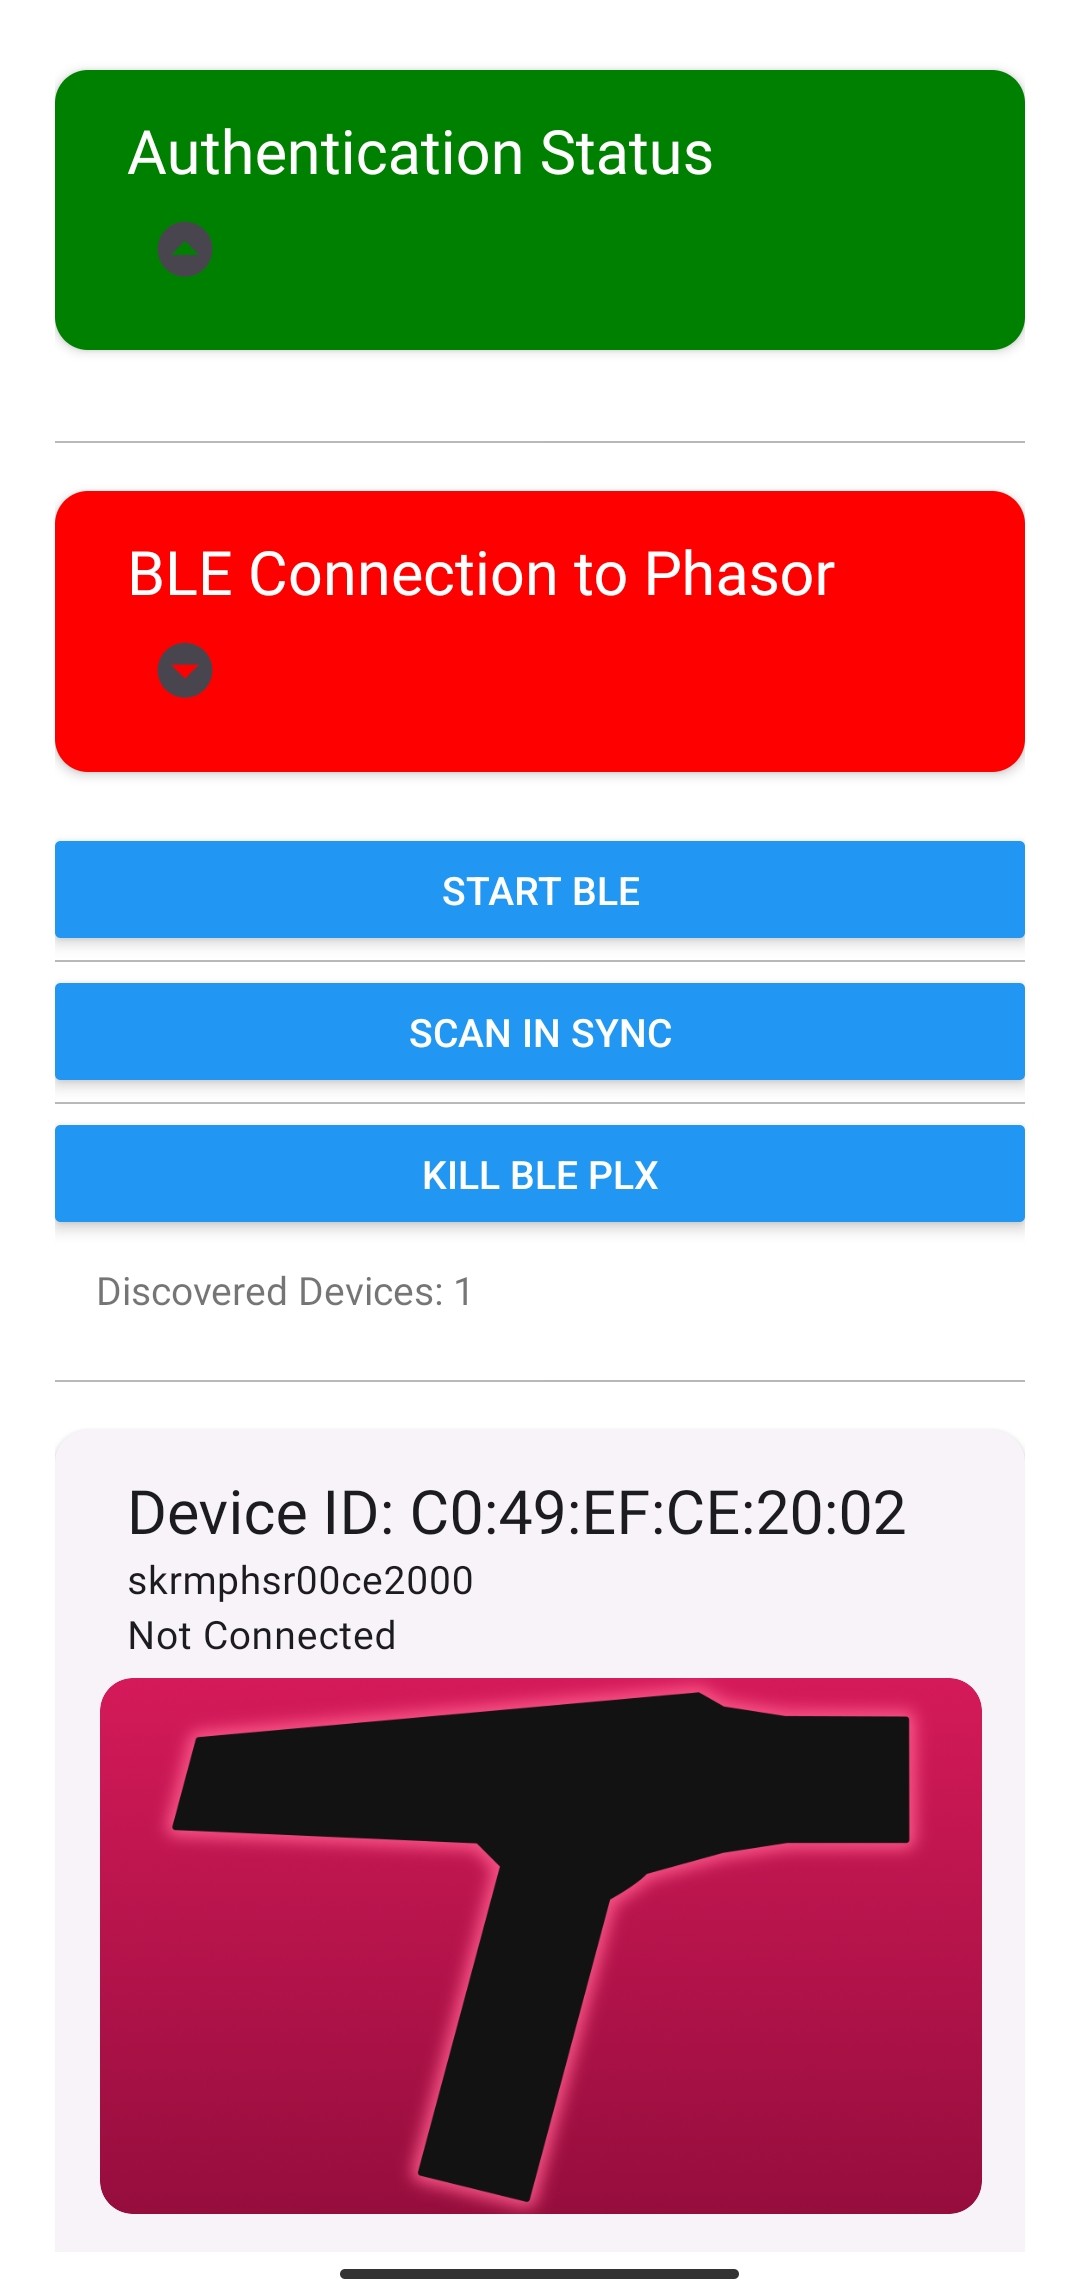 Authentication Status
BLE Connection to Phasor
START BLE
SCAN IN SYNC
KILL BLE PLX
Discovered Devices: 1
Device ID: C0:49:EF:CE:20:02
skrmphsr00ce2000
Not Connected